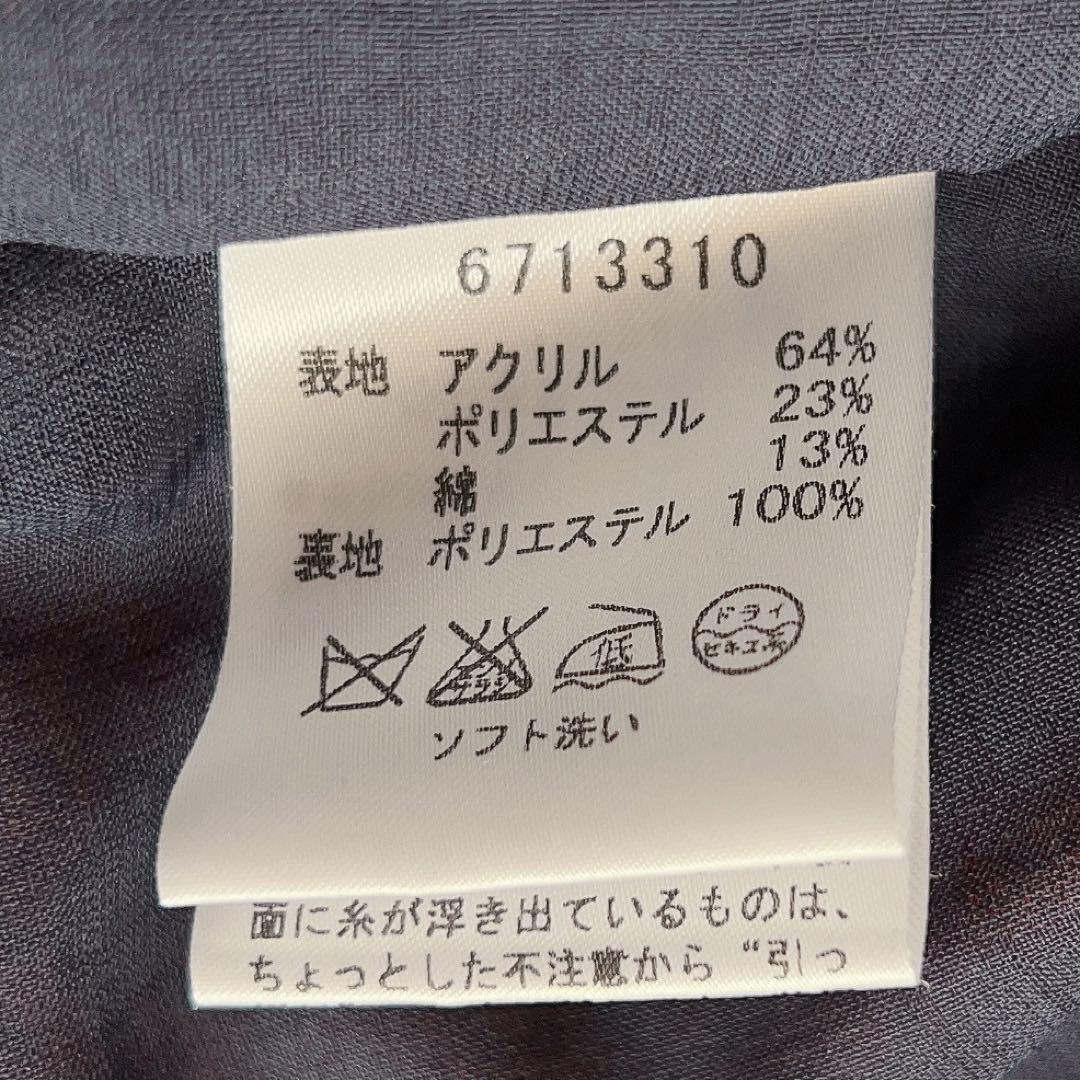 6713310
表地 アクリル 64%
ポリエステル 23%
綿 13%
裏地 ポリエステル 100%
低
ドライ
セキユ系
ソフト洗い
面に糸が浮き出ているものは、
ちょっとした不注意から “引っ